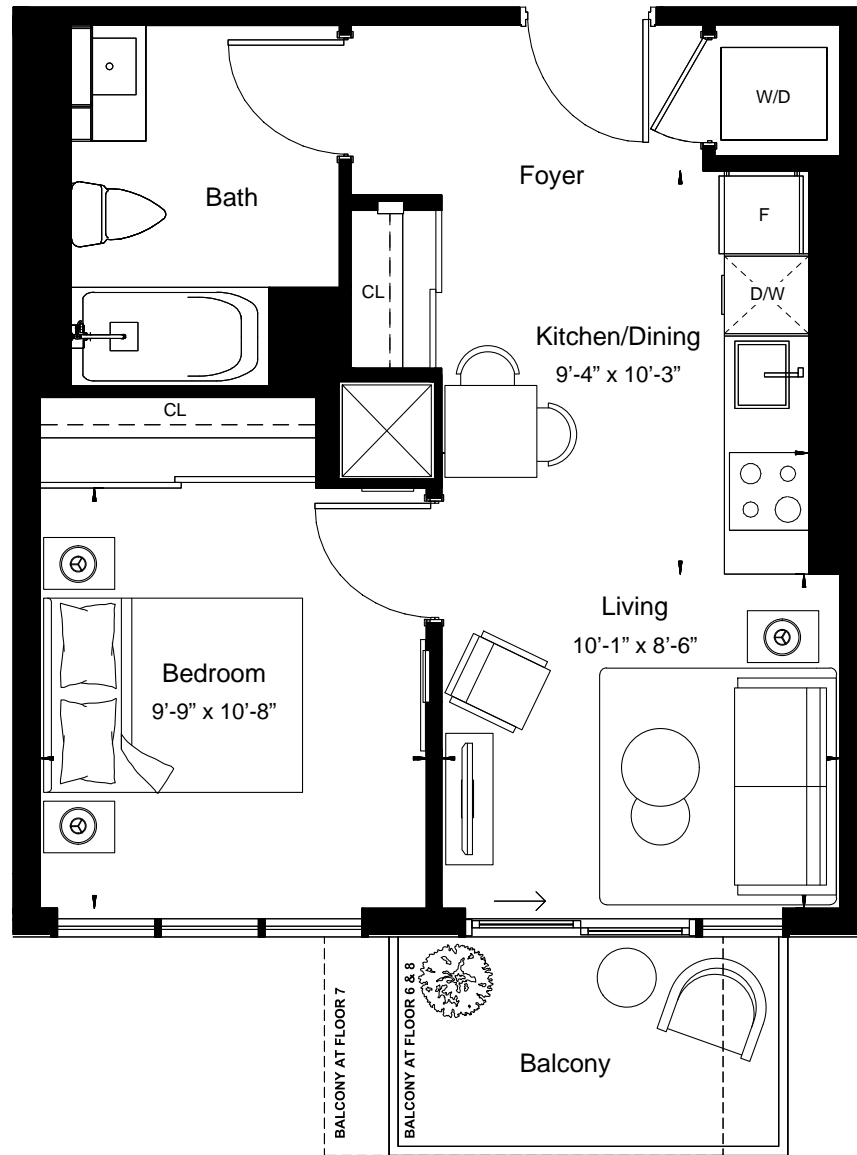 W/D
Foyer
Bath
F
CL
D/W
Kitchen/Dining
9’-4” x 10’-3”
CL
Living
10’-1” x 8’-6”
Bedroom
9’-9” x 10’-8”
BALCONY AT FLOOR 7
BALCONY AT FLOOR 6 & 8
Balcony